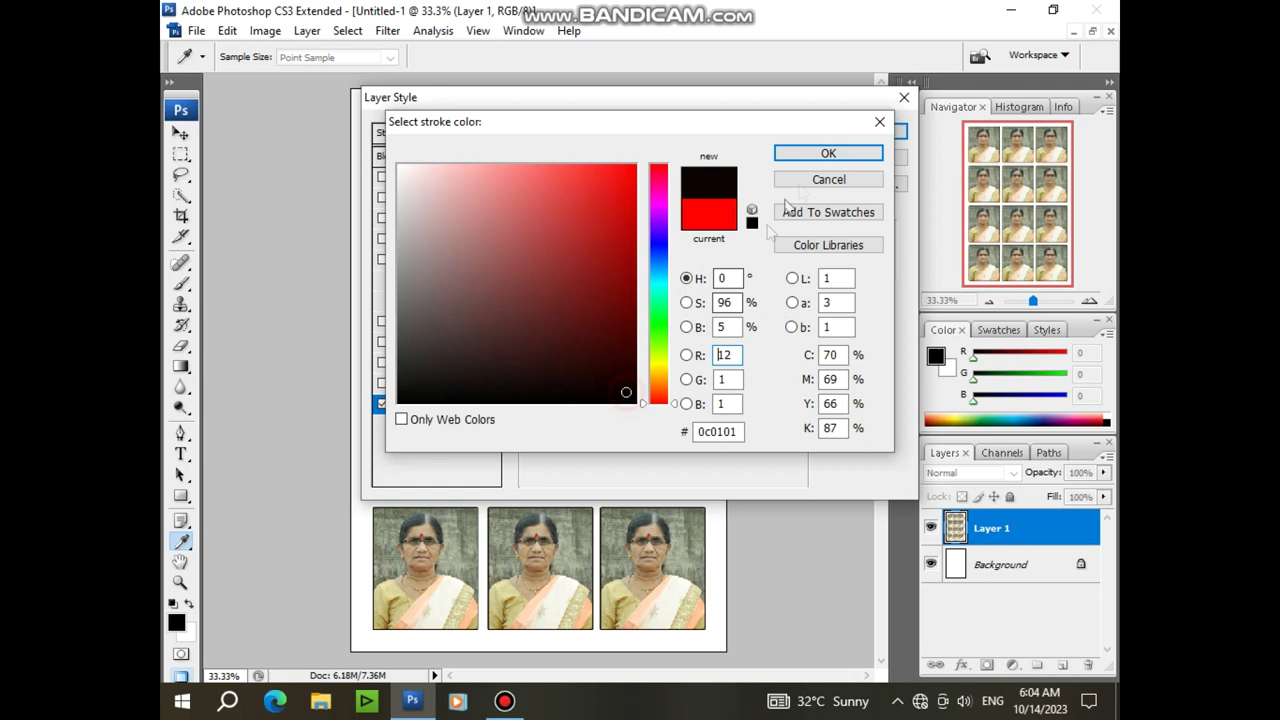 Adobe Photoshop CS3 Extended - [Untitled-1 @ 33.3% (Layer 1, RGB/8)]
www.BANDICAM.com
File Edit Image Layer Select Filter Analysis View Window Help
Sample Size: Point Sample
Workspace
Layer Style
Select stroke color:
new
current
OK
Cancel
Add To Swatches
Color Libraries
H: 0 °
S: 96 %
B: 5 %
R: 12
G: 1
B: 1
# 0c0101
L: 1
a: 3
b: 1
C: 70 %
M: 69 %
Y: 66 %
K: 87 %
Only Web Colors
Navigator Histogram Info
33.33%
Color Swatches Styles
R 0
G 0
B 0
Layers Channels Paths
Normal Opacity: 100%
Lock: Fill: 100%
Layer 1
Background
Ps
33.33% Doc: 6.18M/7.36M
32°C Sunny
ENG
6:04 AM
10/14/2023